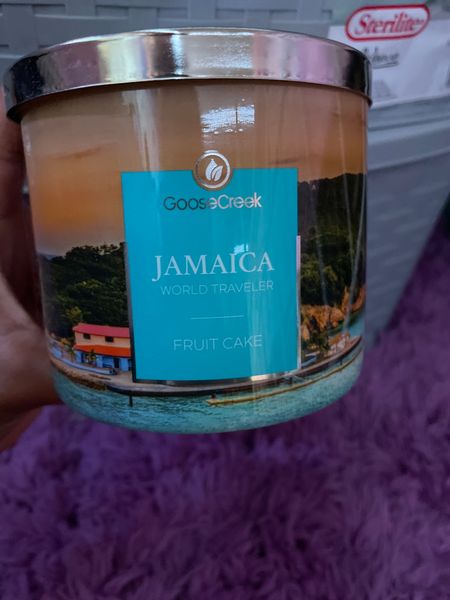 Sterilite
GooseCreek
JAMAICA
WORLD TRAVELER
FRUIT CAKE